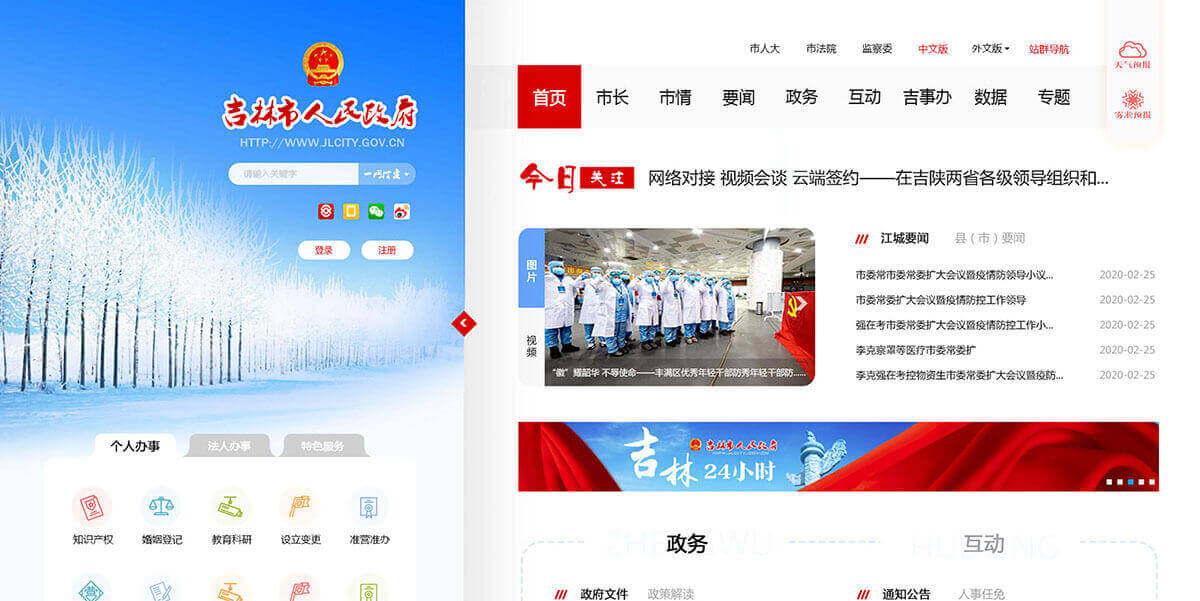 吉林市人民政府
HTTP://WWW.JLCITY.GOV.CN
请输入关键字
登录
注册
个人办事
法人办事
特色服务
知识产权
婚姻登记
教育科研
设立变更
准营准办
市人大
市法院
监察委
中文版
外文版
站群导航
天气预报
雾凇预报
首页
市长
市情
要闻
政务
互动
吉事办
数据
专题
今日关注
网络对接 视频会谈 云端签约——在吉陕两省各级领导组织和...
图片
视频
“徽”耀韶华 不辱使命——丰满区优秀年轻干部防秀年轻干部防......
江城要闻
县(市)要闻
市委常市委常委扩大会议暨疫情防领导小议... 2020-02-25
市委常委扩大会议暨疫情防控工作领导 2020-02-25
强在考市委常委扩大会议暨疫情防控工作小... 2020-02-25
李克察罩等医疗市委常委扩 2020-02-25
李克强在考控物资生市委常委扩大会议暨疫防... 2020-02-25
吉林市人民政府
吉林24小时
政务
互动
政府文件
政策解读
通知公告
人事任免